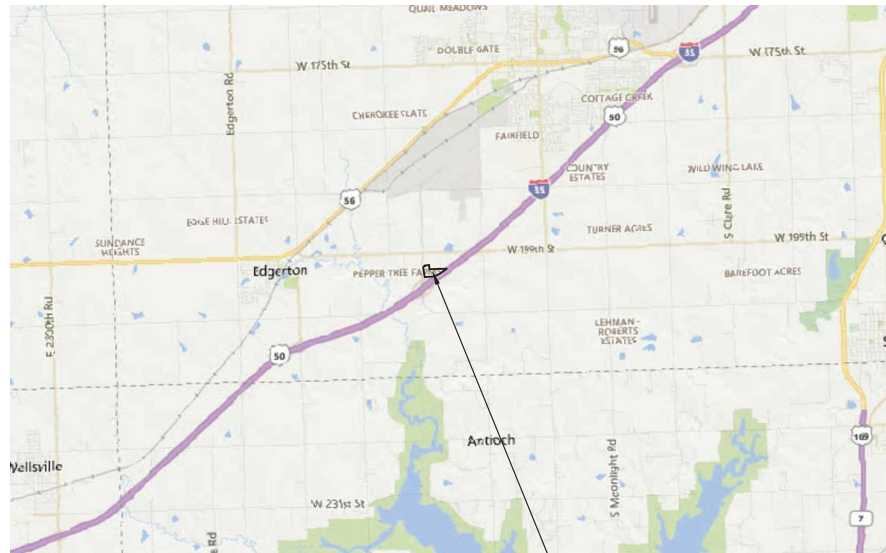 QUAIL MEADOWS
56
DOUBLE GATE
35
W 175th St
W 175th St
Edgerton Rd
COTTAGE CREEK
CHEROKEE FLATS
50
FAIRFIELD
COUNTRY
ESTATES
WILD WING LAKE
35
56
S Clare Rd
EDGE HILL ESTATES
TURNER ACRES
SUNDANCE
HEIGHTS
W 199th St
W 199th St
Edgerton
PEPPER TREE FA
BAREFOOT ACRES
E 2300th Rd
LEHMAN -
ROBERTS
ESTATES
50
S
Antioch
169
Wellsville
S Moonlight Rd
W 231st St
7
Rd